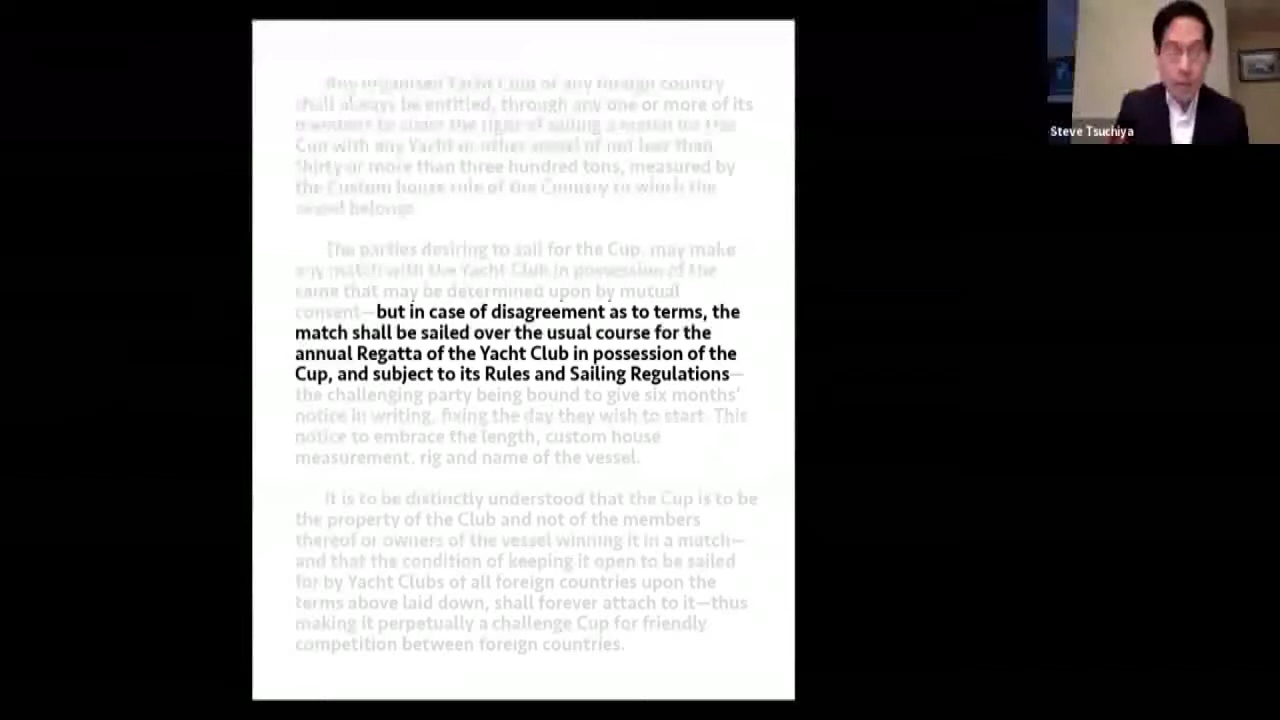 Any organised Yacht Club of any foreign country
shall always be entitled, through any one or more of its
members to claim the right of sailing a match for this
Cup with any Yacht or other vessel of not less than
thirty or more than three hundred tons, measured by
the Custom house rule of the Country to which the
vessel belongs.
The parties desiring to sail for the Cup, may make
any match with the Yacht Club in possession of the
same that may be determined upon by mutual
consent—but in case of disagreement as to terms, the
match shall be sailed over the usual course for the
annual Regatta of the Yacht Club in possession of the
Cup, and subject to its Rules and Sailing Regulations—
the challenging party being bound to give six months'
notice in writing, fixing the day they wish to start. This
notice to embrace the length, custom house
measurement, rig and name of the vessel.
It is to be distinctly understood that the Cup is to be
the property of the Club and not of the members
thereof or owners of the vessel winning it in a match—
and that the condition of keeping it open to be sailed
for by Yacht Clubs of all foreign countries upon the
terms above laid down, shall forever attach to it—thus
making it perpetually a challenge Cup for friendly
competition between foreign countries.
Steve Tsuchiya